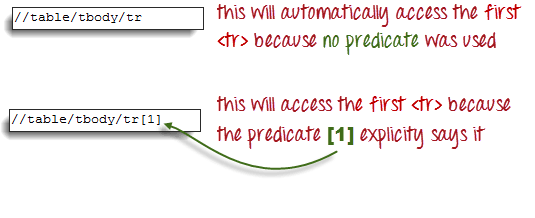 //table/tbody/tr
this will automatically access the first
<tr> because no predicate was used
//table/tbody/tr[1]
this will access the first <tr> because
the predicate [1] explicity says it